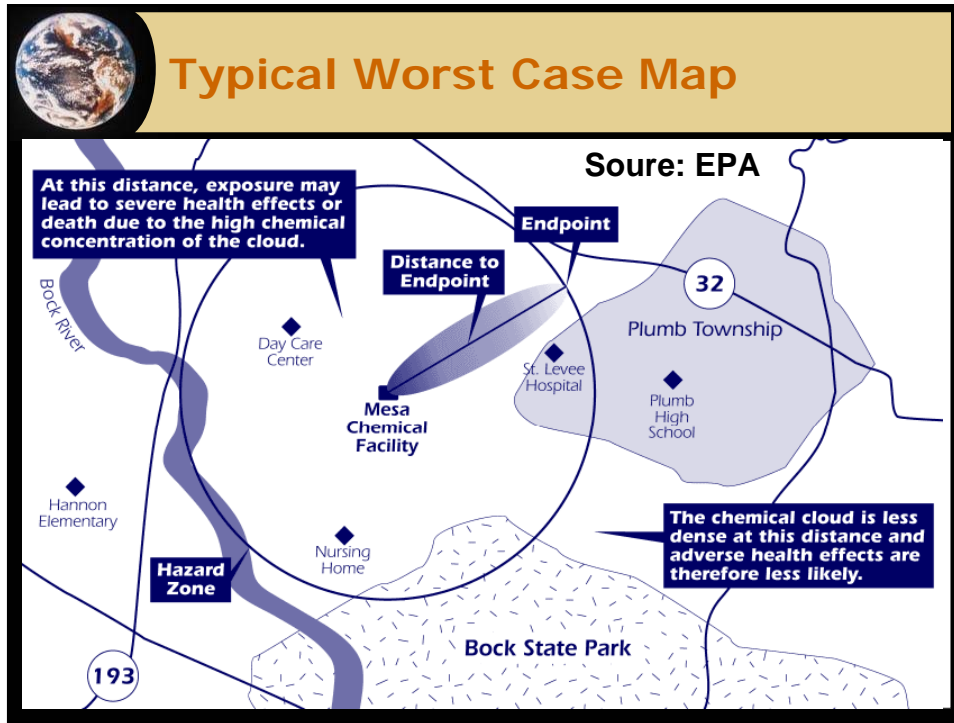 Typical Worst Case Map
Soure: EPA
At this distance, exposure may
lead to severe health effects or
death due to the high chemical
concentration of the cloud.
Endpoint
Distance to
Endpoint
32
Bock River
Plumb Township
Day Care
Center
St. Levee
Hospital
Plumb
High
School
Mesa
Chemical
Facility
Hannon
Elementary
The chemical cloud is less
dense at this distance and
adverse health effects are
therefore less likely.
Nursing
Home
Hazard
Zone
Bock State Park
193